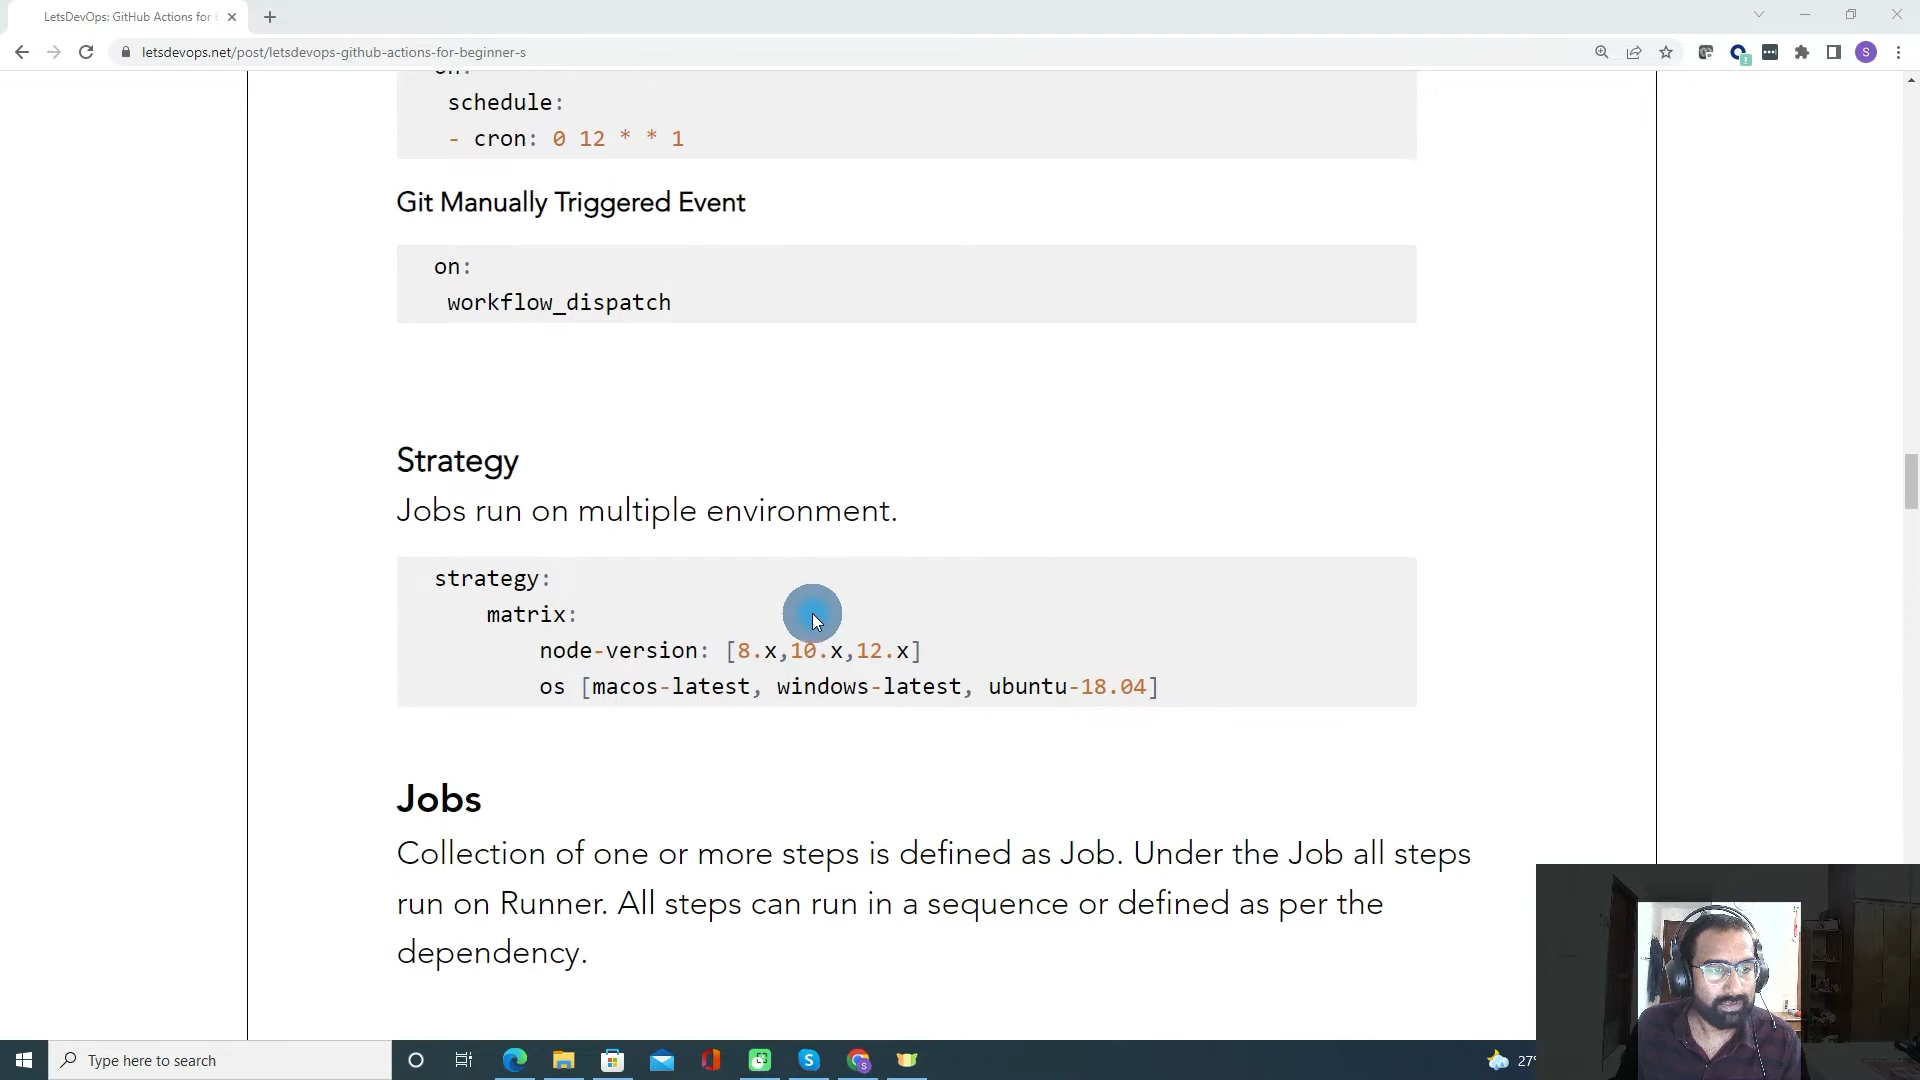 LetsDevOps: GitHub Actions for
letsdevops.net/post/letsdevops-github-actions-for-beginner-s
S
on:
schedule:
- cron: 0 12 * * 1
Git Manually Triggered Event
on:
workflow_dispatch
Strategy
Jobs run on multiple environment.
strategy:
matrix:
node-version: [8.x,10.x,12.x]
os [macos-latest, windows-latest, ubuntu-18.04]
Jobs
Collection of one or more steps is defined as Job. Under the Job all steps
run on Runner. All steps can run in a sequence or defined as per the
dependency.
Type here to search
27°